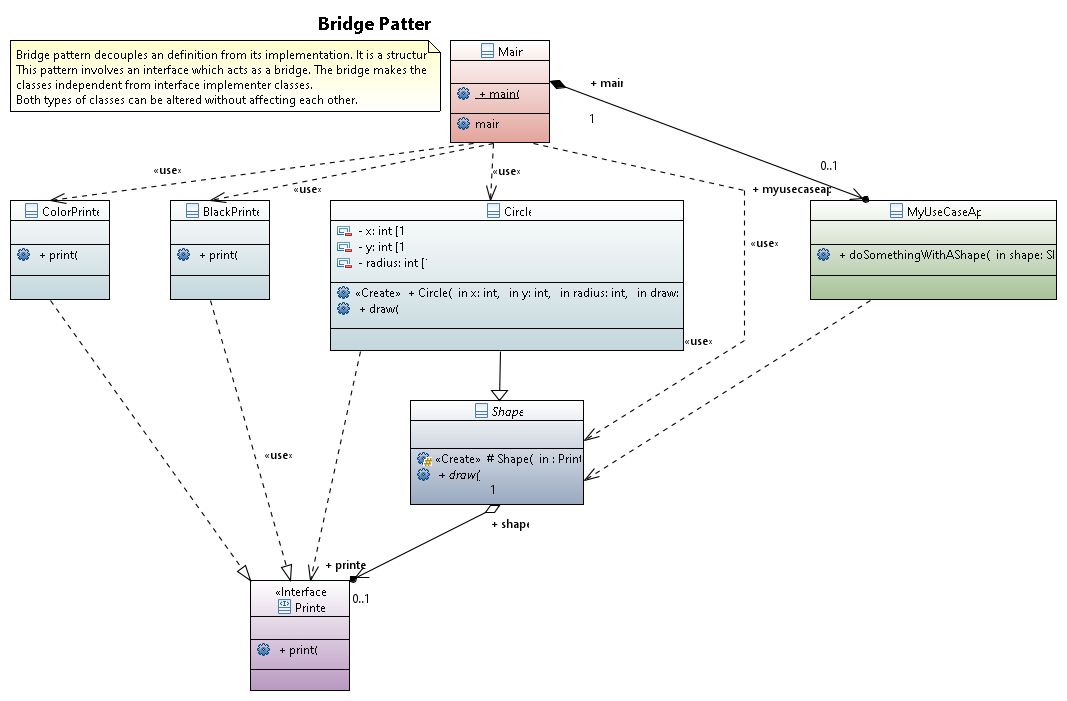 Bridge Patter
Bridge pattern decouples an definition from its implementation. It is a structur
This pattern involves an interface which acts as a bridge. The bridge makes the
classes independent from interface implementer classes.
Both types of classes can be altered without affecting each other.
Main
+ main(
main
+ main
1
0..1
+ myusecaseap
«use»
«use»
«use»
«use»
ColorPrinte
+ print(
BlackPrinte
+ print(
Circle
- x: int [1
- y: int [1
- radius: int [
«Create» + Circle( in x: int, in y: int, in radius: int, in draw:
+ draw(
MyUseCaseAp
+ doSomethingWithAShape( in shape: Sl
«use»
Shape
«Create» # Shape( in : Print
+ draw(
1
+ shape
«use»
+ printe
0..1
«Interface
Printe
+ print(